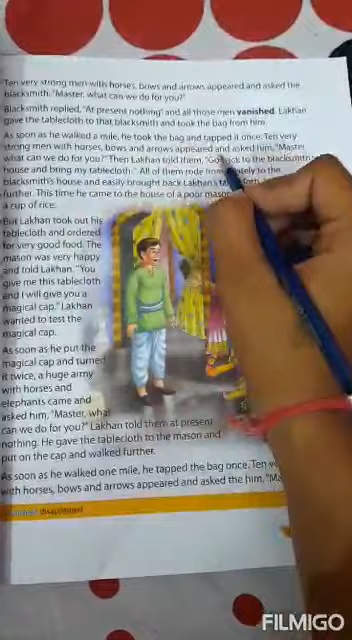 Ten very strong men with horses, bows and arrows appeared and asked the
blacksmith, "Master, what can we do for you?"
Blacksmith replied, "At present nothing" and all those men vanished. Lakhan
gave the tablecloth to that blacksmith and took the bag from him.
As soon as he walked a mile, he took the bag and tapped it once. Ten very
strong men with horses, bows and arrows appeared and asked him, "Master
what can we do for you?" Then Lakhan told them, "Go to the blacksmith's
house and bring my tablecloth." All of them rode to the
blacksmith's house and easily brought back Lakhan's
further. This time he came to the house of a poor mason
a cup of rice.
But Lakhan took out his
tablecloth and ordered
for very good food. The
mason was very happy
and told Lakhan, "You
give me this tablecloth
and I will give you a
magical cap." Lakhan
wanted to test the
magical cap.
As soon as he put the
magical cap and turned
it twice, a huge army
with horses and
elephants came and
asked him, "Master, what
can we do for you?" Lakhan told them at present
nothing. He gave the tablecloth to the mason and
put on the cap and walked further.
As soon as he walked one mile, he tapped the bag once. Ten
with horses, bows and arrows appeared and asked the him,
disappeared
FILMIGO